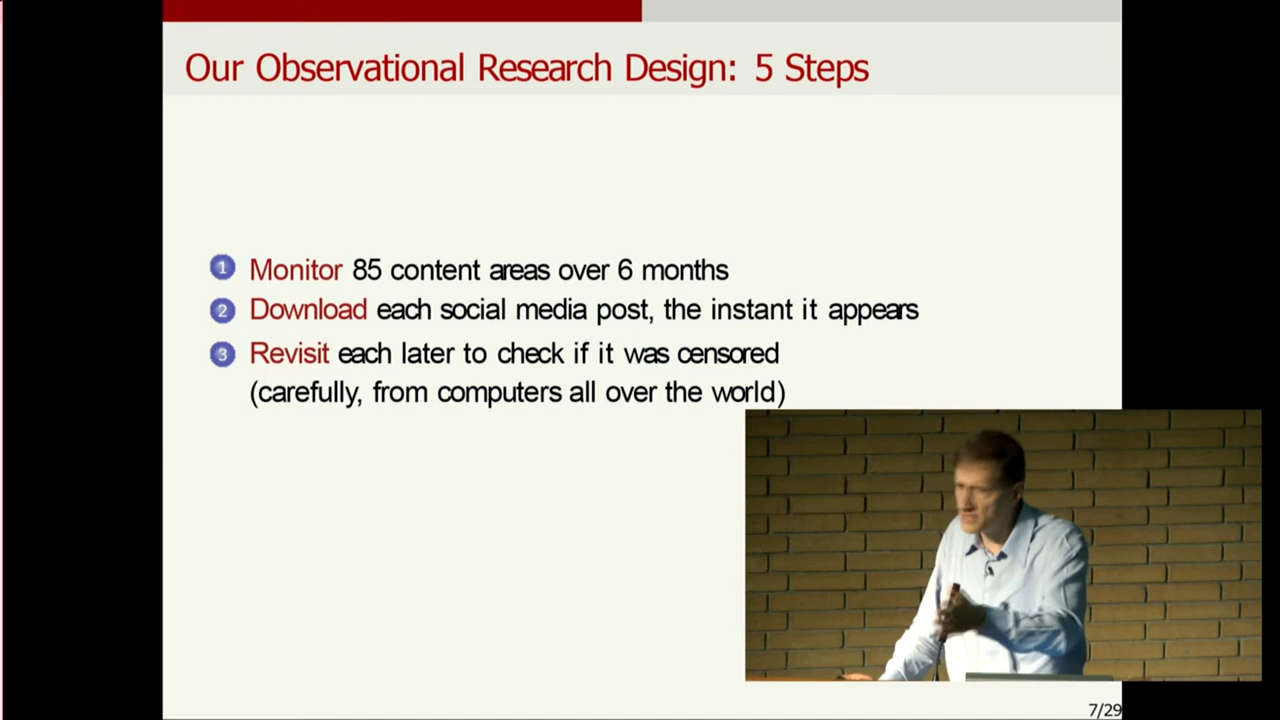 Our Observational Research Design: 5 Steps
1 Monitor 85 content areas over 6 months
2 Download each social media post, the instant it appears
3 Revisit each later to check if it was censored
(carefully, from computers all over the world)
7/29